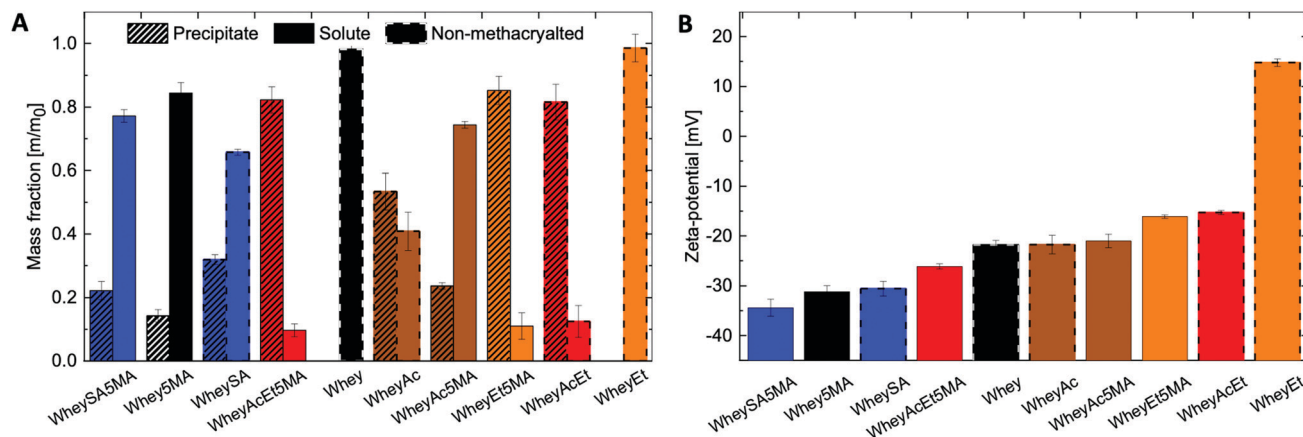 A
Precipitate
Solute
Non-methacryalted
1.0
0.8
0.6
0.4
0.2
0.0
Mass fraction [m/m0]
WheySA5MA
Whey5MA
WheySA
WheyAcEt5MA
Whey
WheyAc
WheyAc5MA
WheyEt5MA
WheyAcEt
WheyEt
B
20
10
0
-10
-20
-30
-40
Zeta-potential [mV]
WheySA5MA
Whey5MA
WheySA
WheyAcEt5MA
Whey
WheyAc
WheyAc5MA
WheyEt5MA
WheyAcEt
WheyEt